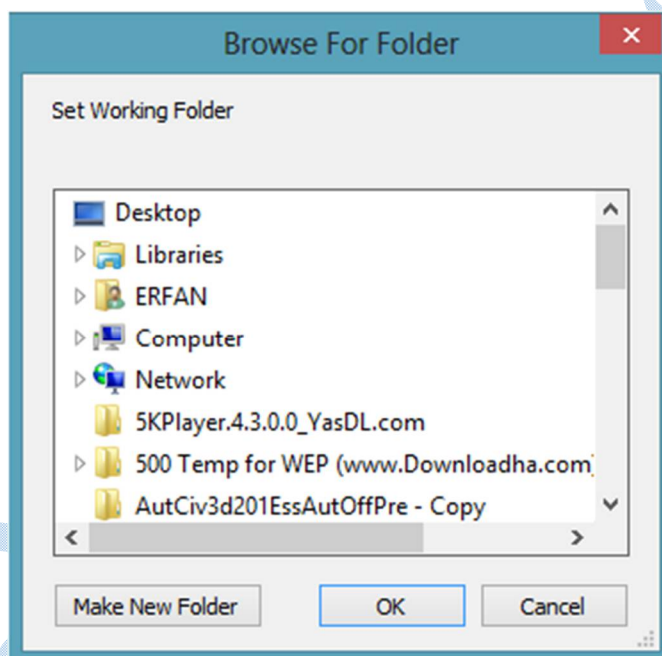 Browse For Folder
Set Working Folder
Desktop
Libraries
ERFAN
Computer
Network
5KPlayer.4.3.0.0_YasDL.com
500 Temp for WEP (www.Downloadha.com)
AutCiv3d201EssAutOffPre - Copy
Make New Folder
OK
Cancel